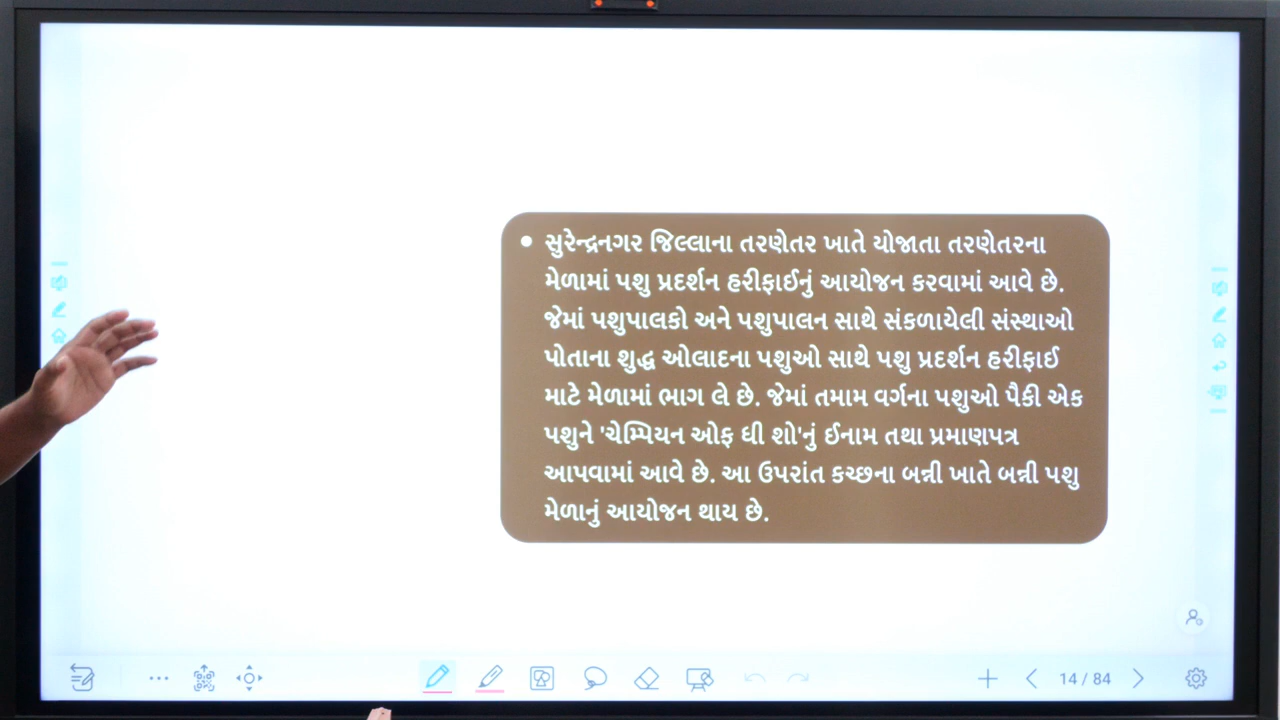 • સુરેન્દ્રનગર જિલ્લાના તરણેતર ખાતે યોજાતા તરણેતરના
મેળામાં પશુ પ્રદર્શન હરીફાઈનું આયોજન કરવામાં આવે છે.
જેમાં પશુપાલકો અને પશુપાલન સાથે સંકળાયેલી સંસ્થાઓ
પોતાના શુદ્ધ ઓલાદના પશુઓ સાથે પશુ પ્રદર્શન હરીફાઈ
માટે મેળામાં ભાગ લે છે. જેમાં તમામ વર્ગના પશુઓ પૈકી એક
પશુને 'ચેમ્પિયન ઓફ ધી શો'નું ઈનામ તથા પ્રમાણપત્ર
આપવામાં આવે છે. આ ઉપરાંત કચ્છના બન્ની ખાતે બન્ની પશુ
મેળાનું આયોજન થાય છે.
14 / 84